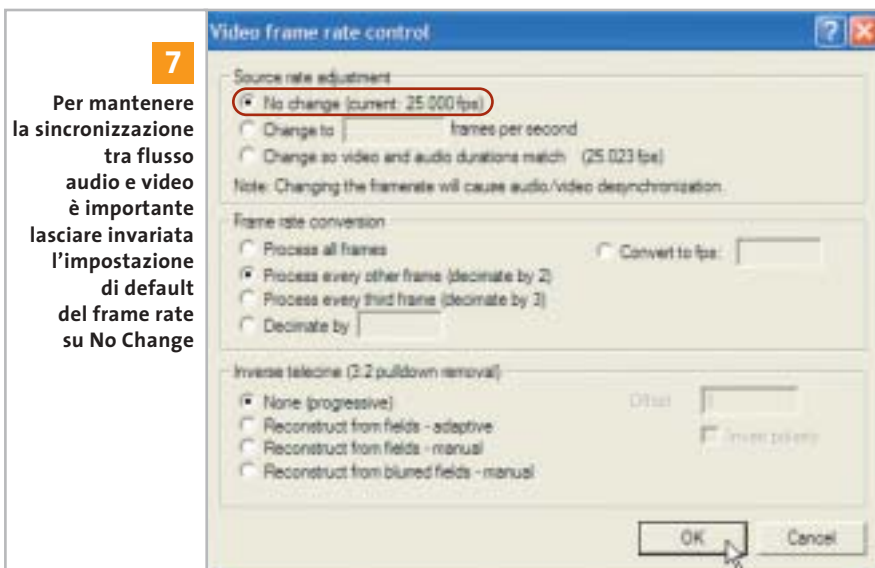 7
Per mantenere
la sincronizzazione
tra flusso
audio e video
è importante
lasciare invariata
l'impostazione
di default
del frame rate
su No Change
Video frame rate control
Source rate adjustment
No change (current: 25.000 fps)
Change to frames per second
Change so video and audio durations match (25.023 fps)
Note: Changing the framerate will cause audio/video desynchronization.
Frame rate conversion
Process all frames
Convert to fps:
Process every other frame (decimate by 2)
Process every third frame (decimate by 3)
Decimate by
Inverse telecine (3:2 pulldown removal)
None (progressive)
Offset
Reconstruct from fields - adaptive
Invert polarity
Reconstruct from fields - manual
Reconstruct from blurred fields - manual
OK
Cancel